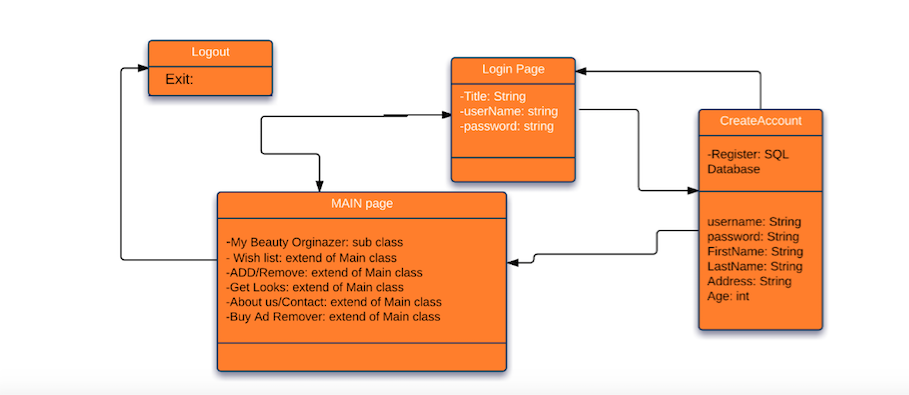 Logout
Exit:
Login Page
-Title: String
-userName: string
-password: string
CreateAccount
-Register: SQL
Database
username: String
password: String
FirstName: String
LastName: String
Address: String
Age: int
MAIN page
-My Beauty Orginazer: sub class
- Wish list: extend of Main class
-ADD/Remove: extend of Main class
-Get Looks: extend of Main class
-About us/Contact: extend of Main class
-Buy Ad Remover: extend of Main class